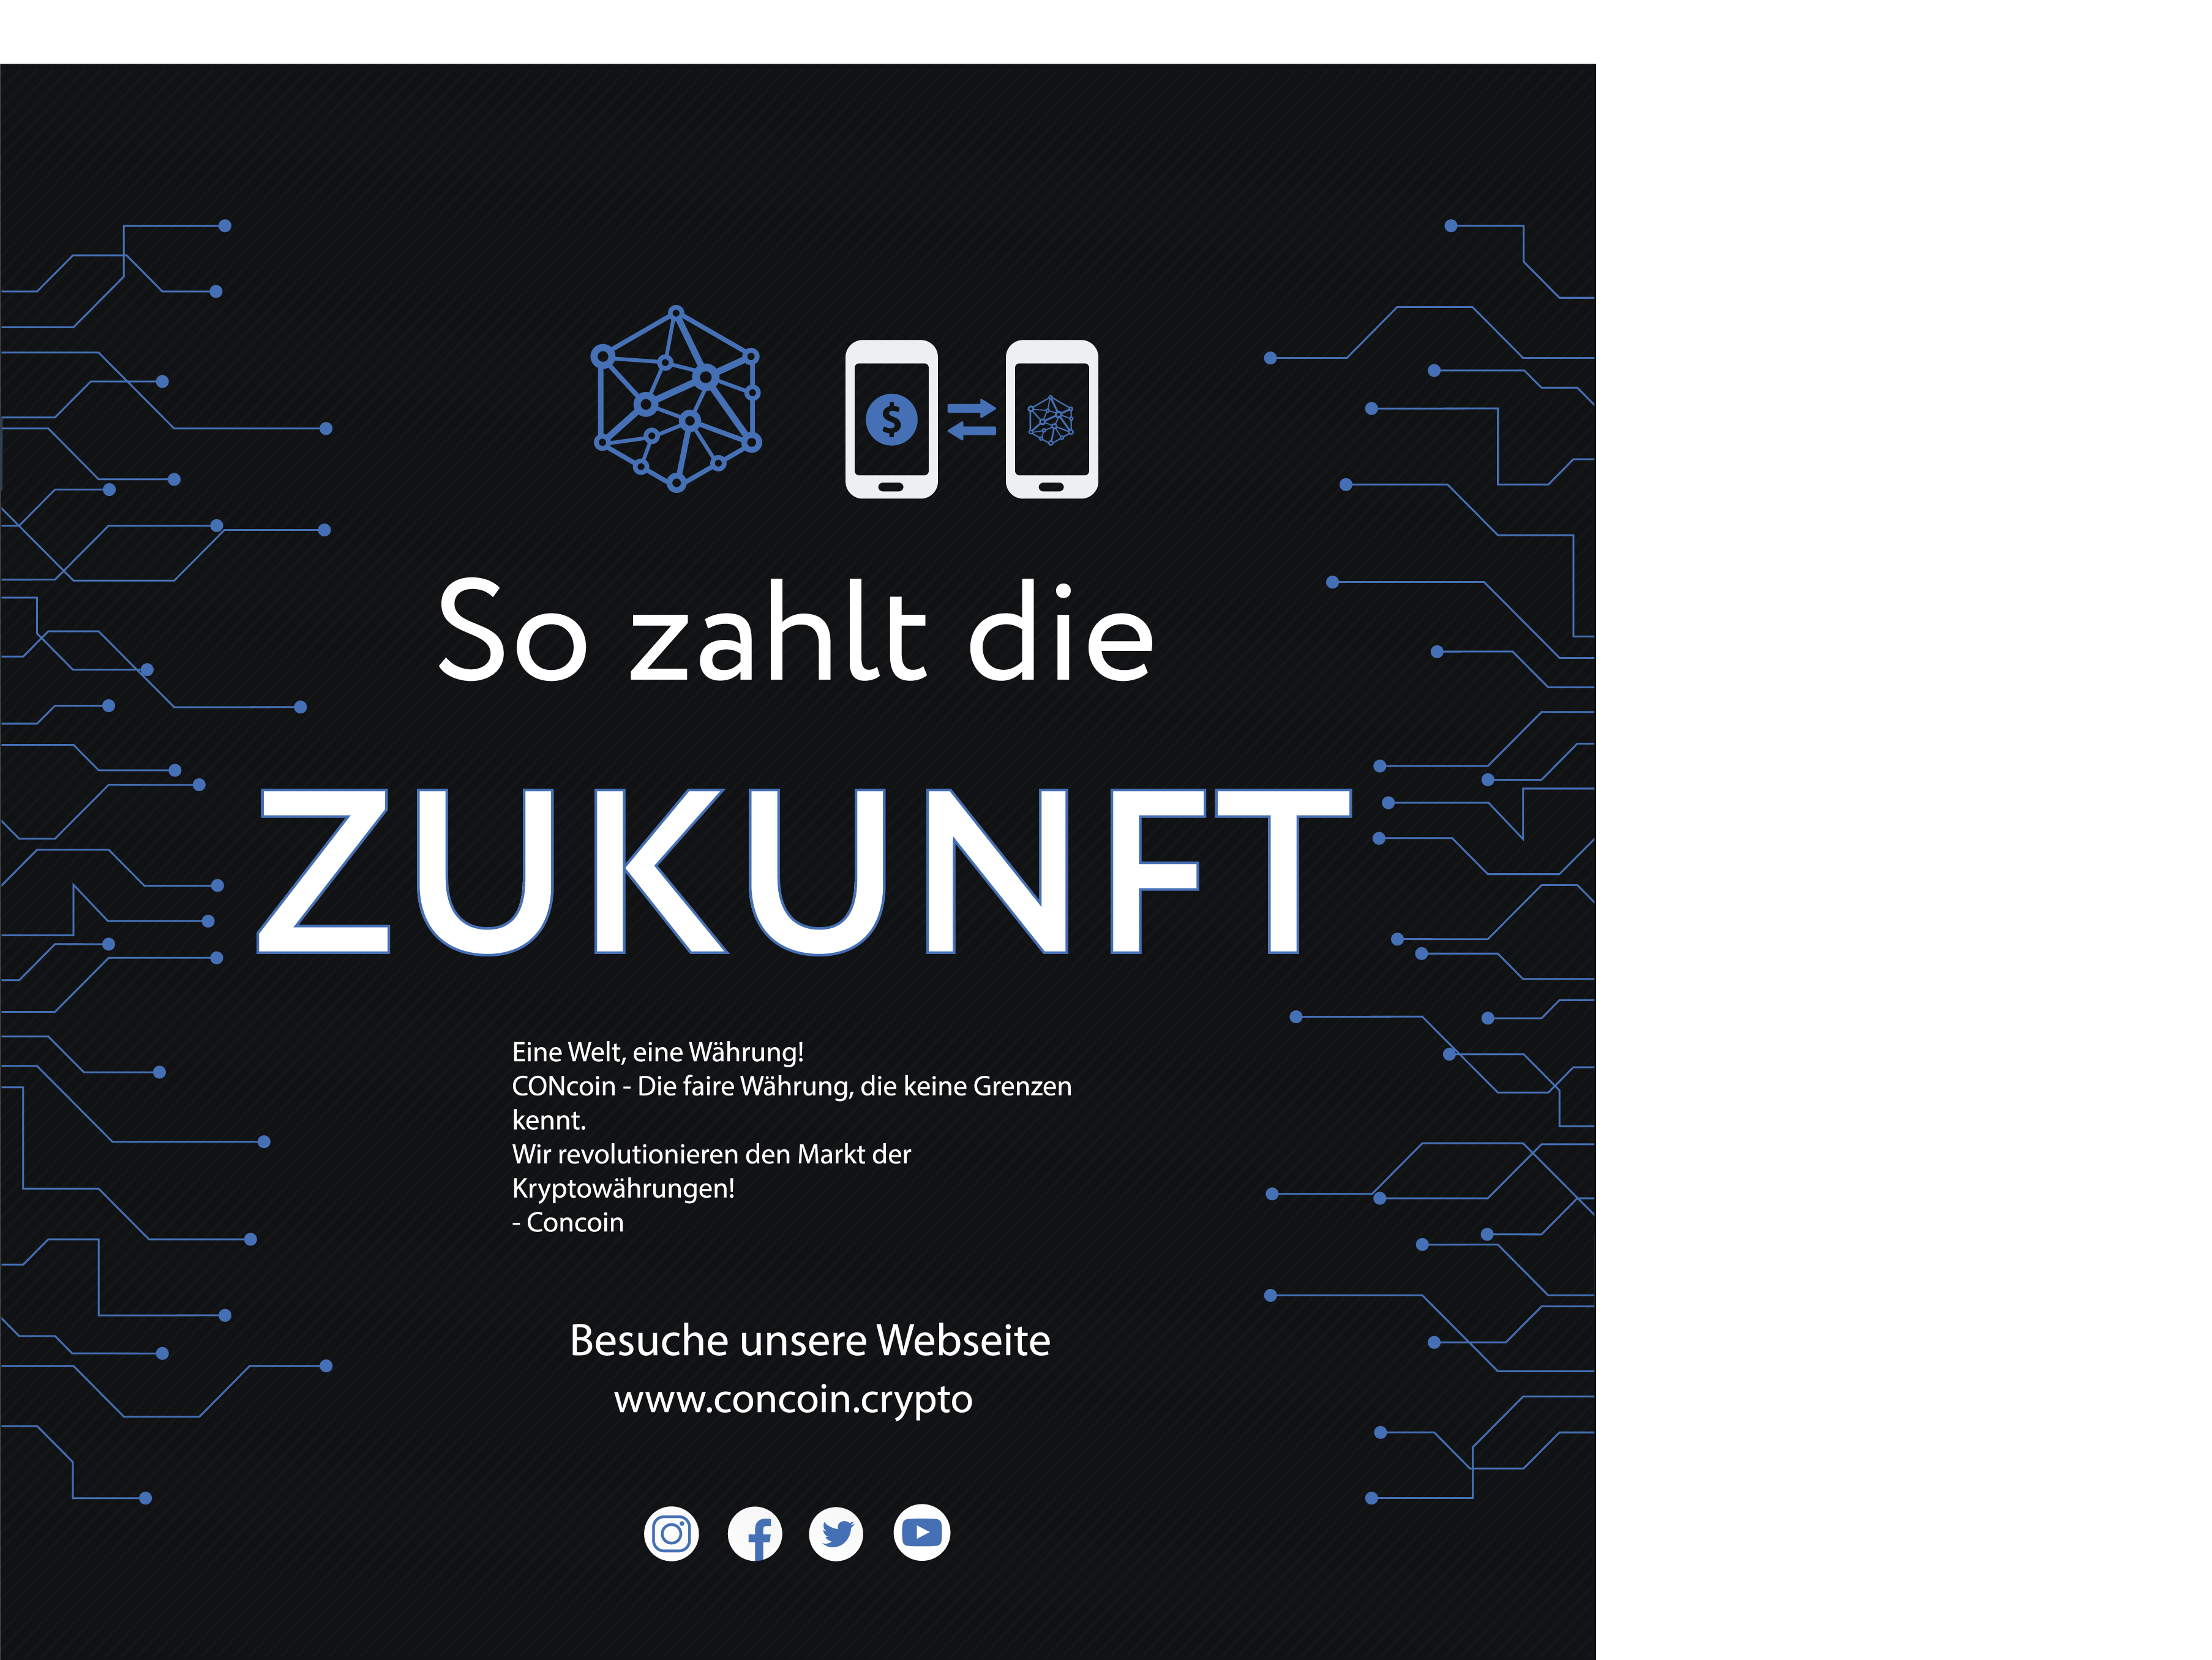 $
So zahlt die
ZUKUNFT
Eine Welt, eine Währung!
CONcoin - Die faire Währung, die keine Grenzen
kennt.
Wir revolutionieren den Markt der
Kryptowährungen!
- Concoin
Besuche unsere Webseite
www.concoin.crypto